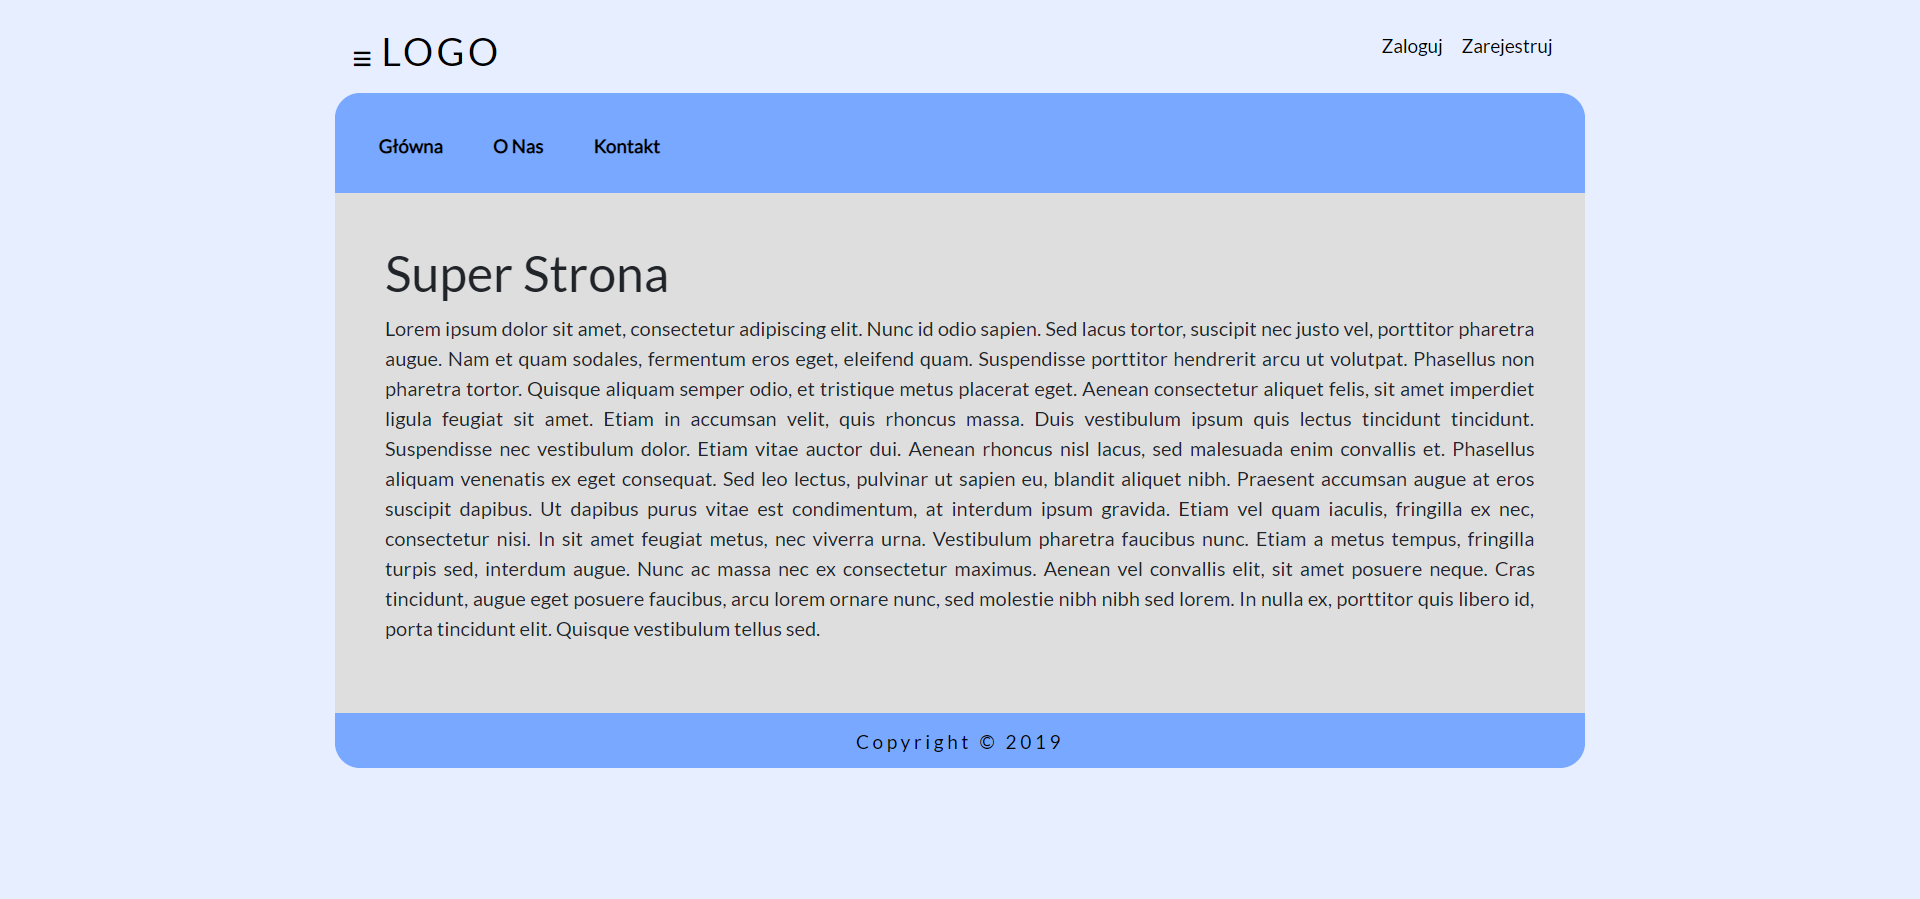 ≡ LOGO
Zaloguj Zarejestruj
Główna O Nas Kontakt
Super Strona
Lorem ipsum dolor sit amet, consectetur adipiscing elit. Nunc id odio sapien. Sed lacus tortor, suscipit nec justo vel, porttitor pharetra
augue. Nam et quam sodales, fermentum eros eget, eleifend quam. Suspendisse porttitor hendrerit arcu ut volutpat. Phasellus non
pharetra tortor. Quisque aliquam semper odio, et tristique metus placerat eget. Aenean consectetur aliquet felis, sit amet imperdiet
ligula feugiat sit amet. Etiam in accumsan velit, quis rhoncus massa. Duis vestibulum ipsum quis lectus tincidunt tincidunt.
Suspendisse nec vestibulum dolor. Etiam vitae auctor dui. Aenean rhoncus nisl lacus, sed malesuada enim convallis et. Phasellus
aliquam venenatis ex eget consequat. Sed leo lectus, pulvinar ut sapien eu, blandit aliquet nibh. Praesent accumsan augue at eros
suscipit dapibus. Ut dapibus purus vitae est condimentum, at interdum ipsum gravida. Etiam vel quam iaculis, fringilla ex nec,
consectetur nisi. In sit amet feugiat metus, nec viverra urna. Vestibulum pharetra faucibus nunc. Etiam a metus tempus, fringilla
turpis sed, interdum augue. Nunc ac massa nec ex consectetur maximus. Aenean vel convallis elit, sit amet posuere neque. Cras
tincidunt, augue eget posuere faucibus, arcu lorem ornare nunc, sed molestie nibh nibh sed lorem. In nulla ex, porttitor quis libero id,
porta tincidunt elit. Quisque vestibulum tellus sed.
Copyright © 2019